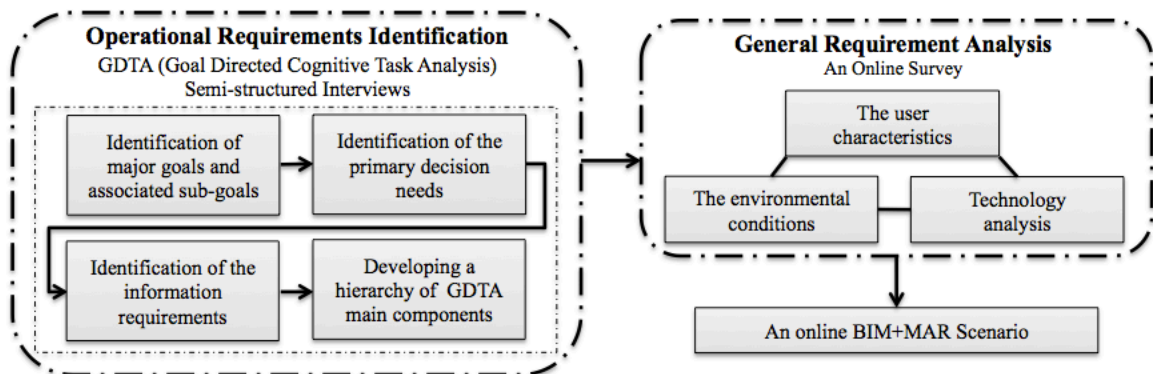 Operational Requirements Identification
GDTA (Goal Directed Cognitive Task Analysis)
Semi-structured Interviews
Identification of
major goals and
associated sub-goals
Identification of the
primary decision
needs
Identification of the
information
requirements
Developing a
hierarchy of GDTA
main components
General Requirement Analysis
An Online Survey
The user
characteristics
The environmental
conditions
Technology
analysis
An online BIM+MAR Scenario